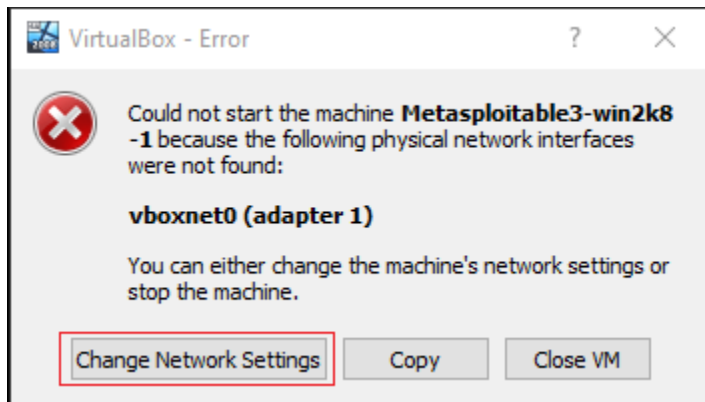 VirtualBox - Error
Could not start the machine Metasploitable3-win2k8
-1 because the following physical network interfaces
were not found:
vboxnet0 (adapter 1)
You can either change the machine's network settings or
stop the machine.
Change Network Settings
Copy
Close VM